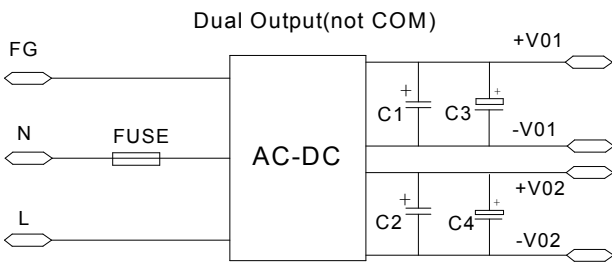 Dual Output(not COM)
FG
+V01
+
C1
+
C3
-V01
N
FUSE
AC-DC
+V02
+
C2
+
C4
L
-V02